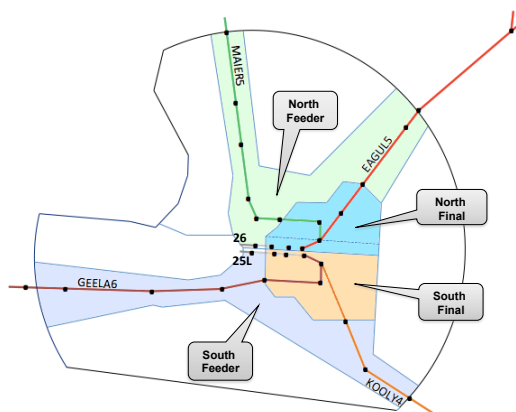 MAIER5
North
Feeder
EAGUL5
North
Final
26
25L
GEELA6
South
Final
South
Feeder
KOOLY4